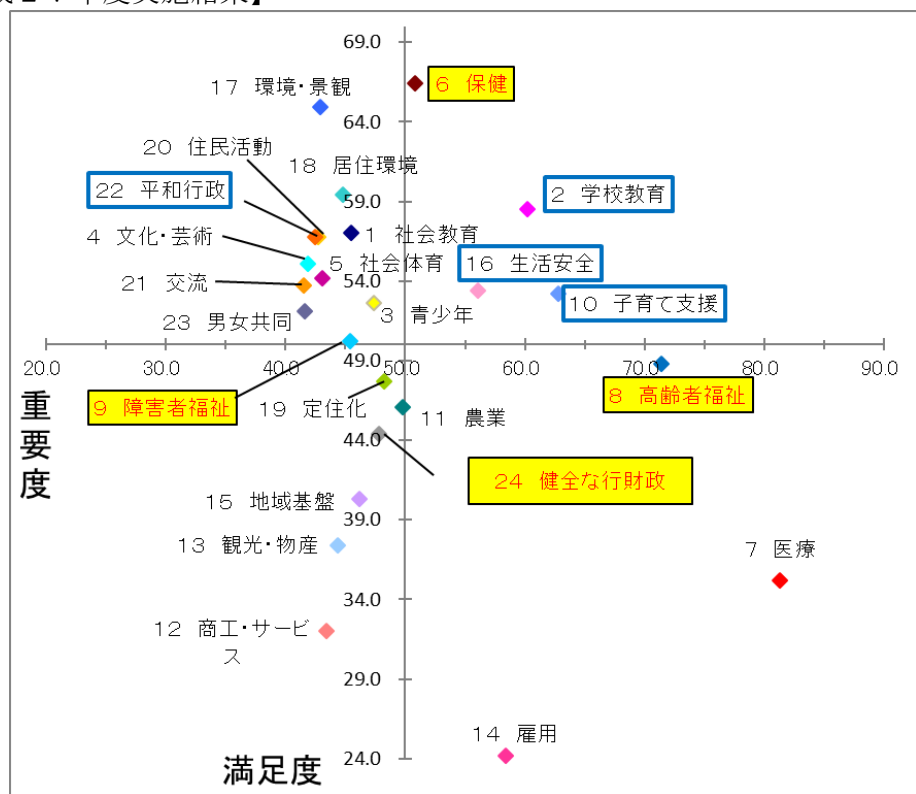 年度実施結果】
69.0
６ 保健
17 環境・景観
64.0
20 住民活動
18 居住環境
22 平和行政
59.0
２ 学校教育
４ 文化・芸術
１ 社会教育
５ 社会体育
16 生活安全
54.0
21 交流
10 子育て支援
23 男女共同
３ 青少年
49.0
20.0 30.0 40.0 50.0 60.0 70.0 80.0 90.0
９ 障害者福祉
19 定住化
８ 高齢者福祉
11 農業
重要度
44.0
24 健全な行財政
15 地域基盤
39.0
13 観光・物産
７ 医療
34.0
12 商工・サービ
ス
29.0
14 雇用
満足度
24.0